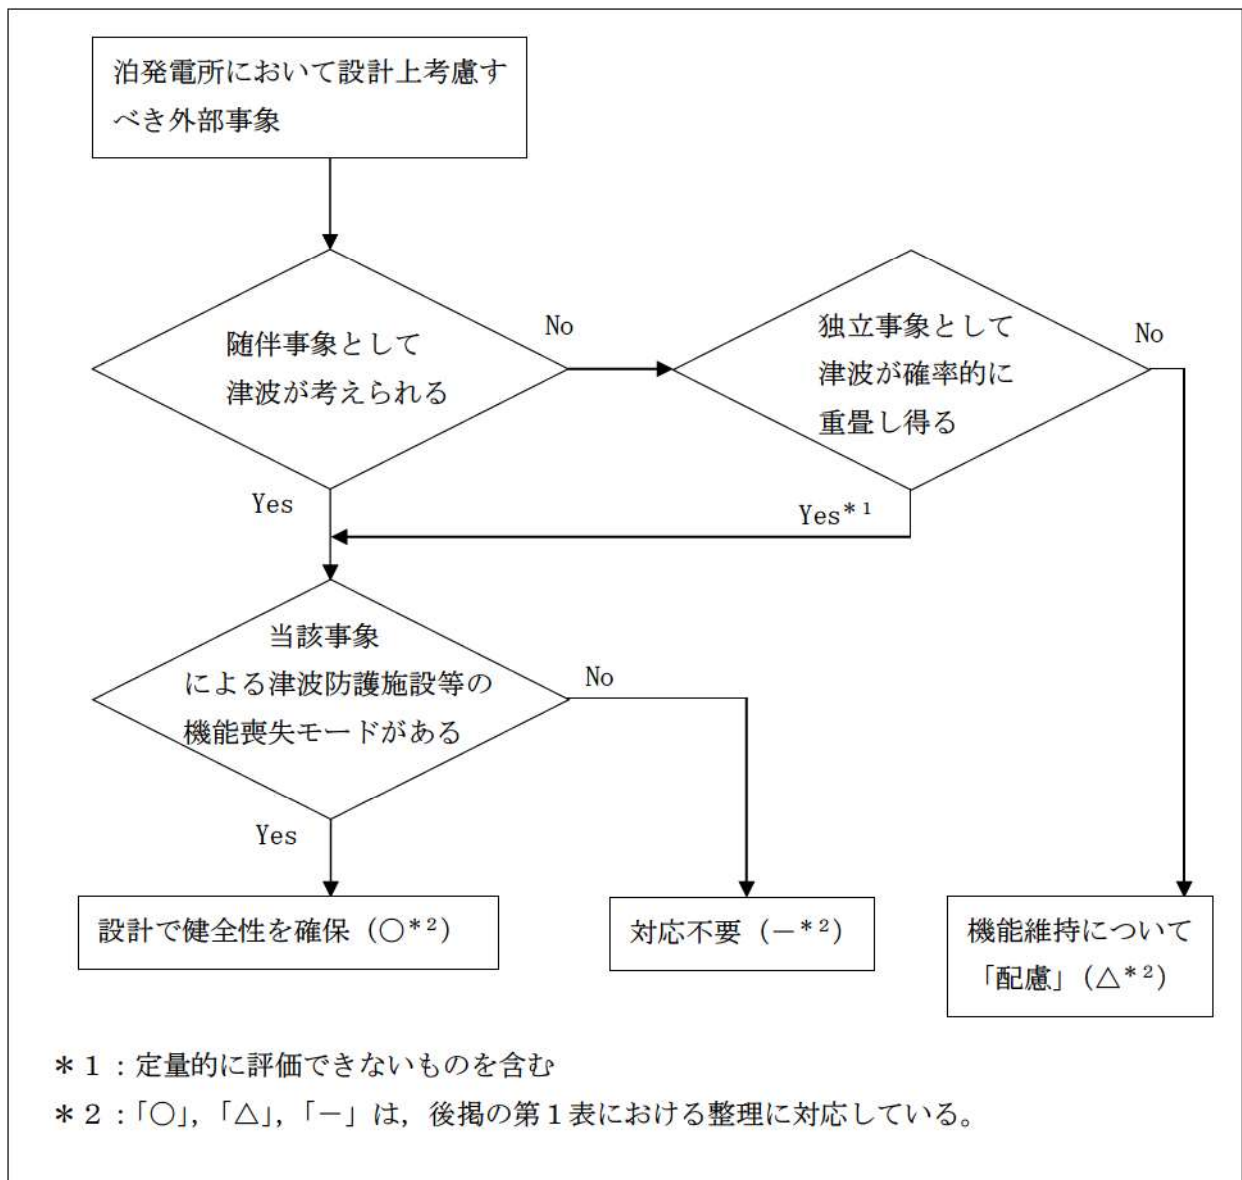 泊発電所において設計上考慮す
べき外部事象
随伴事象として
津波が考えられる
No
独立事象として
津波が確率的に
重畳し得る
No
Yes
Yes*¹
当該事象
による津波防護施設等の
機能喪失モードがある
No
Yes
設計で健全性を確保（○*²）
対応不要（－*²）
機能維持について
「配慮」（△*²）
＊１：定量的に評価できないものを含む
＊２：「○」，「△」，「－」は，後掲の第１表における整理に対応している。